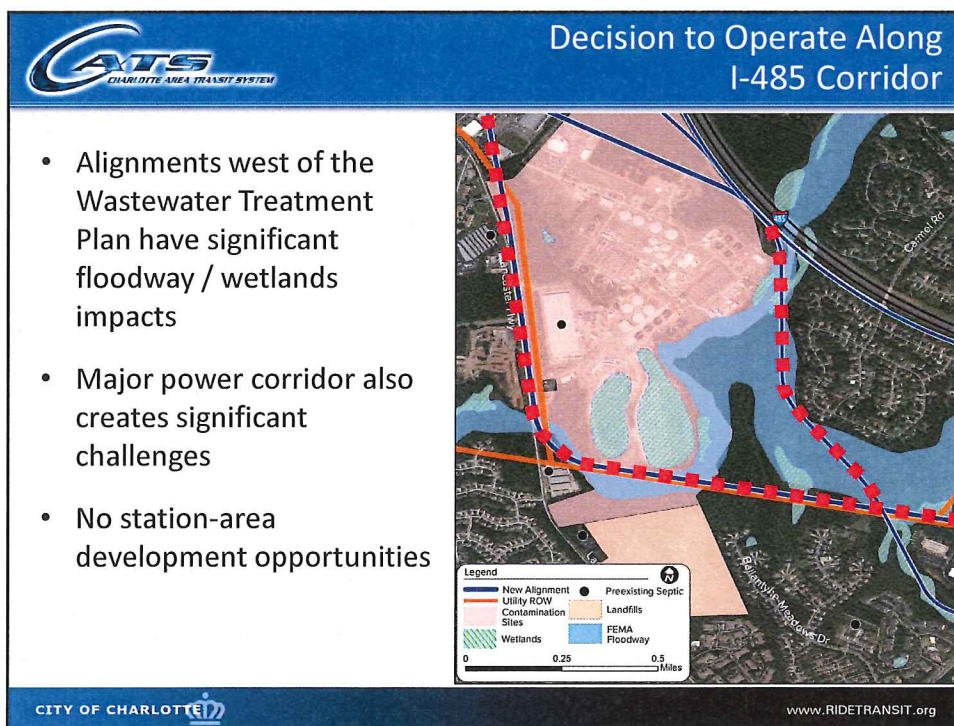 CATS
CHARLOTTE AREA TRANSIT SYSTEM
Decision to Operate Along
I-485 Corridor
• Alignments west of the
Wastewater Treatment
Plan have significant
floodway / wetlands
impacts
• Major power corridor also
creates significant
challenges
• No station-area
development opportunities
485
Carmel Rd
Hwy
La
Ballantyne Meadows Dr
Legend
N
New Alignment
Utility ROW
Contamination
Sites
Wetlands
Preexisting Septic
Landfills
FEMA
Floodway
0 0.25 0.5
Miles
CITY OF CHARLOTTE
www.RIDETRANSIT.org